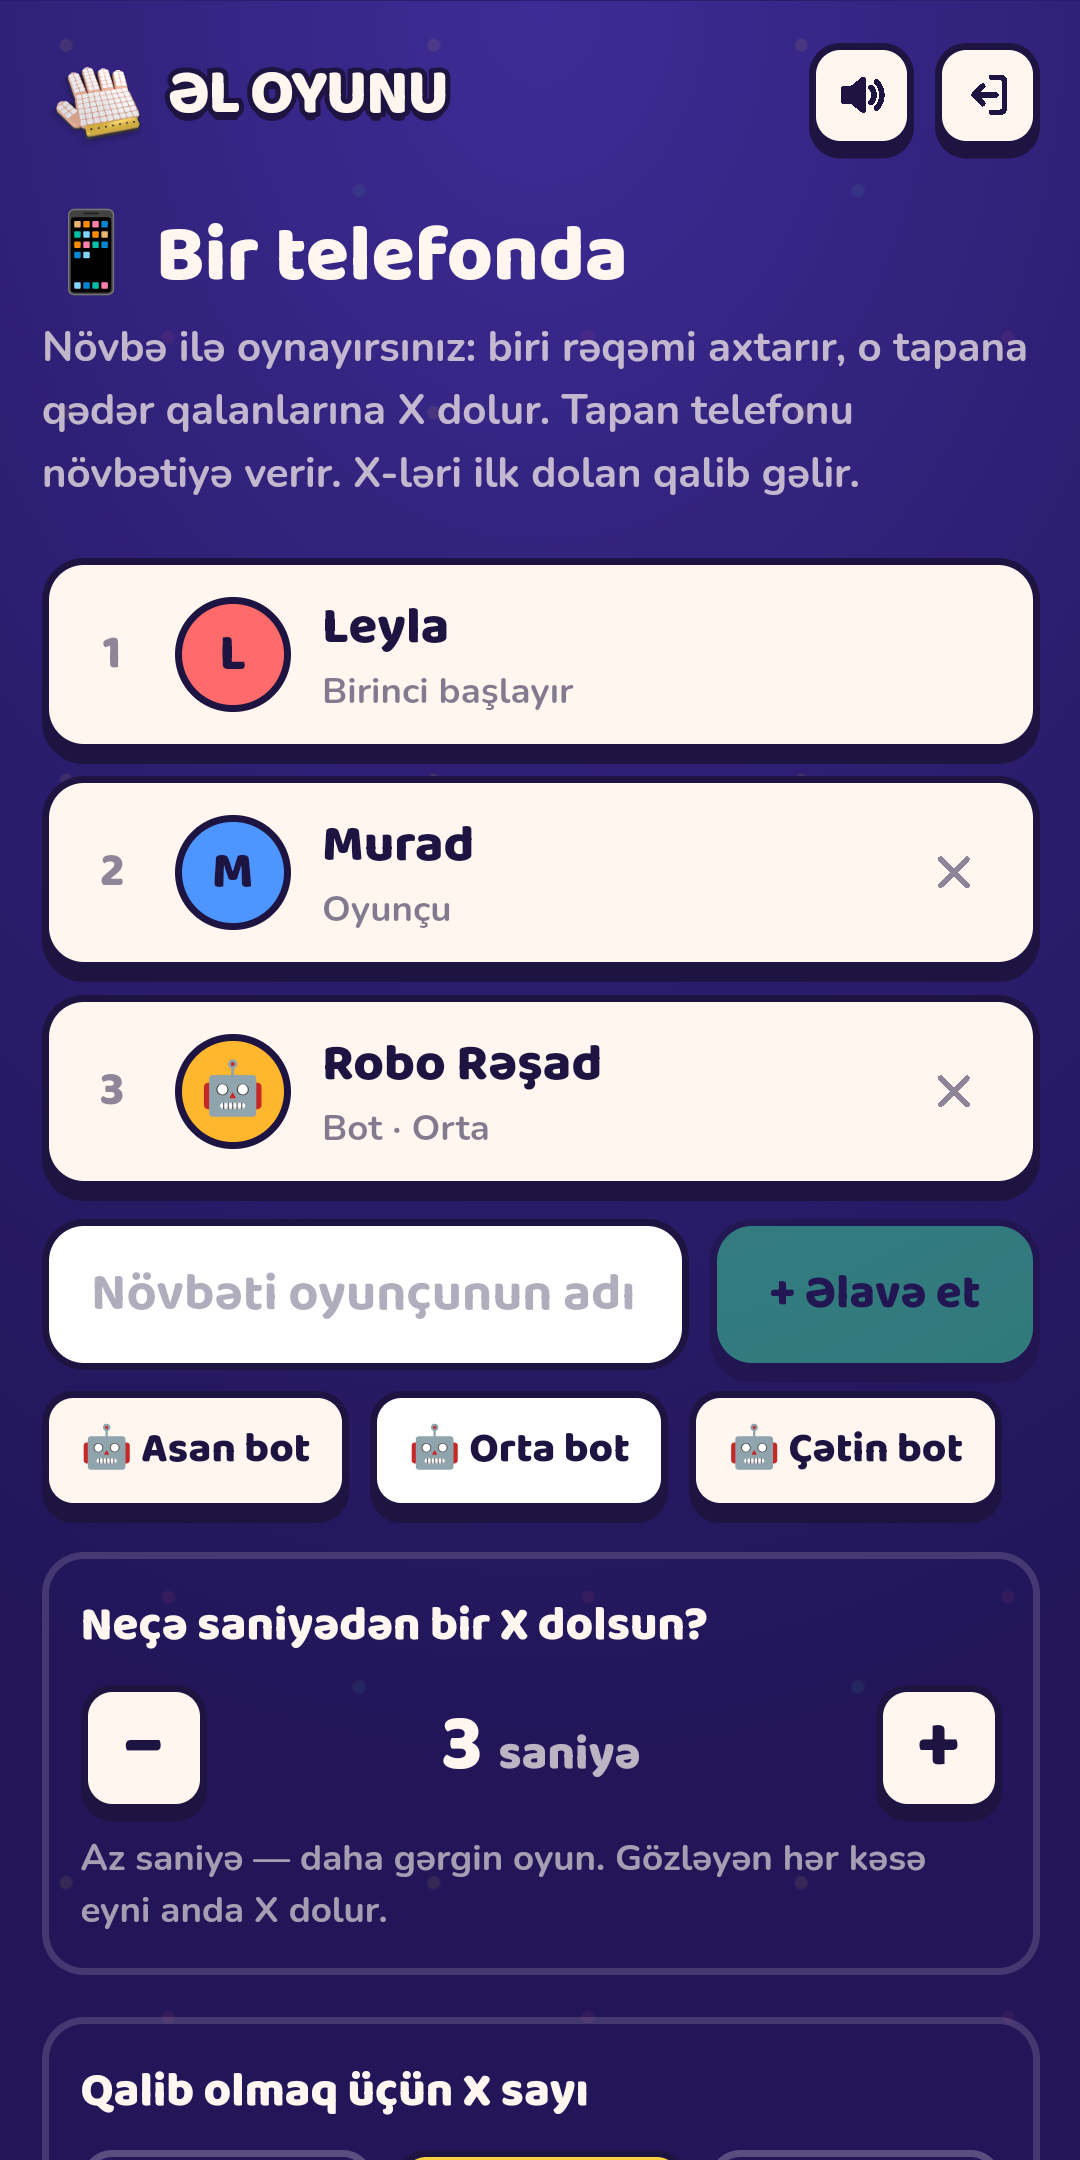 ƏL OYUNU
Bir telefonda
Növbə ilə oynayırsınız: biri rəqəmi axtarır, o tapana
qədər qalanlarına X dolur. Tapan telefonu
növbətiyə verir. X-ləri ilk dolan qalib gəlir.
1
L
Leyla
Birinci başlayır
2
M
Murad
Oyunçu
3
Robo Rəşad
Bot · Orta
Növbəti oyunçunun adı
+ Əlavə et
Asan bot
Orta bot
Çətin bot
Neçə saniyədən bir X dolsun?
−
3 saniyə
+
Az saniyə — daha gərgin oyun. Gözləyən hər kəsə
eyni anda X dolur.
Qalib olmaq üçün X sayı